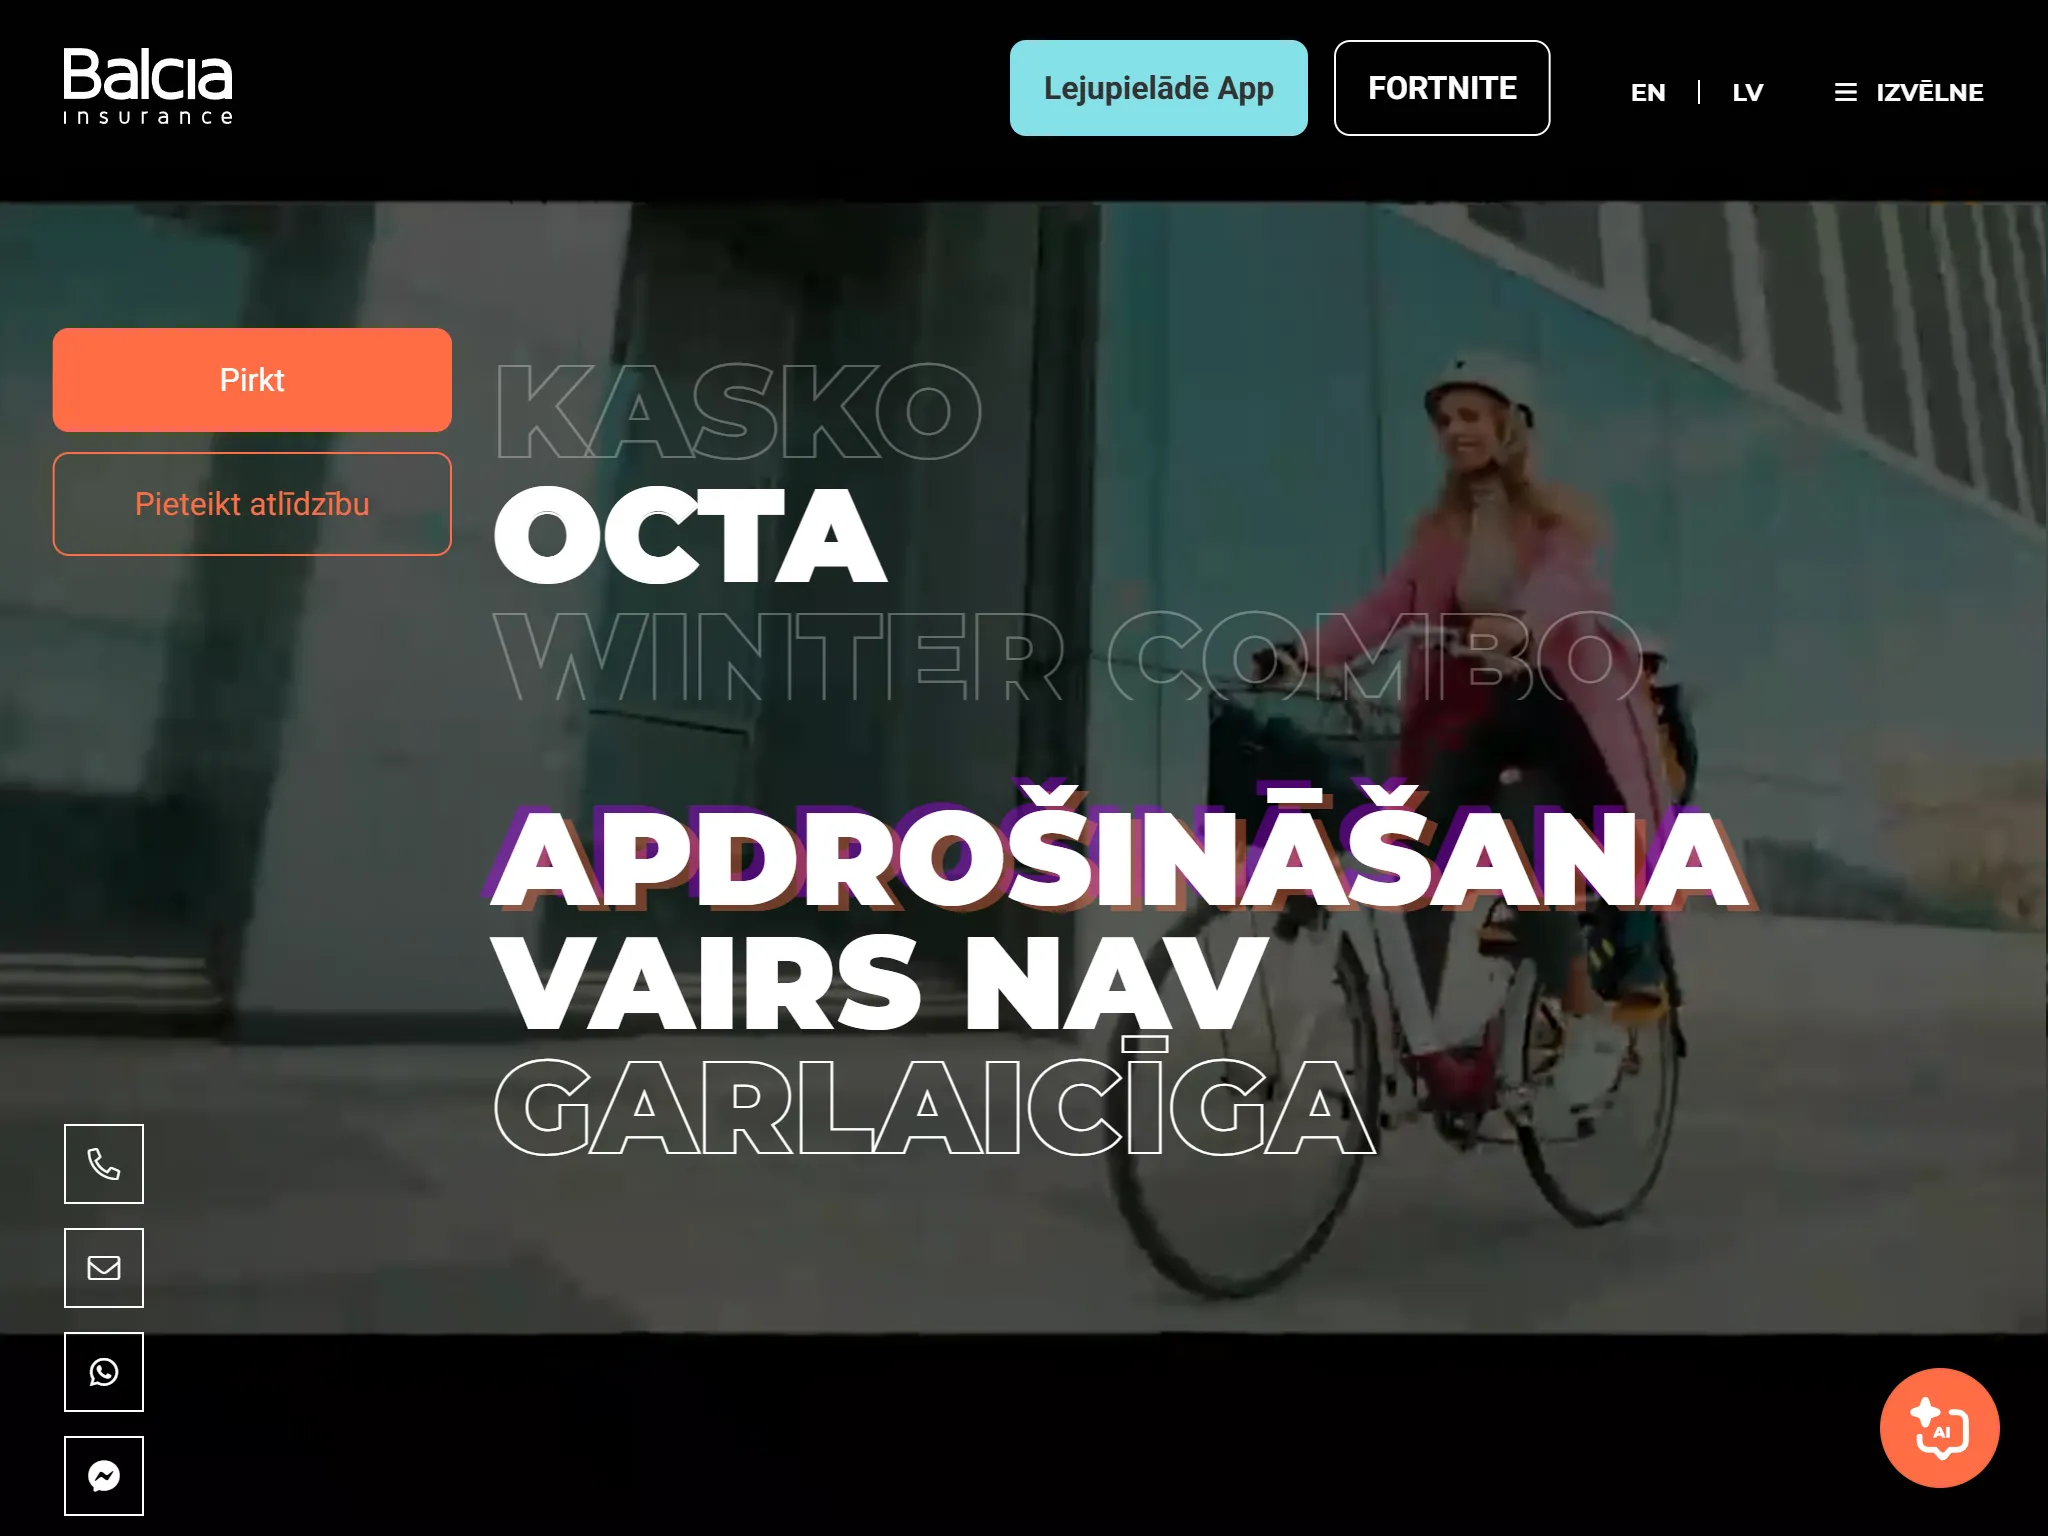 Balcia
insurance
Lejupielādē App
FORTNITE
EN | LV
IZVĒLNE
Pirkt
Pieteikt atlīdzību
KASKO
OCTA
WINTER COMBO
APDROŠINĀŠANA
VAIRS NAV
GARLAICĪGA
AI